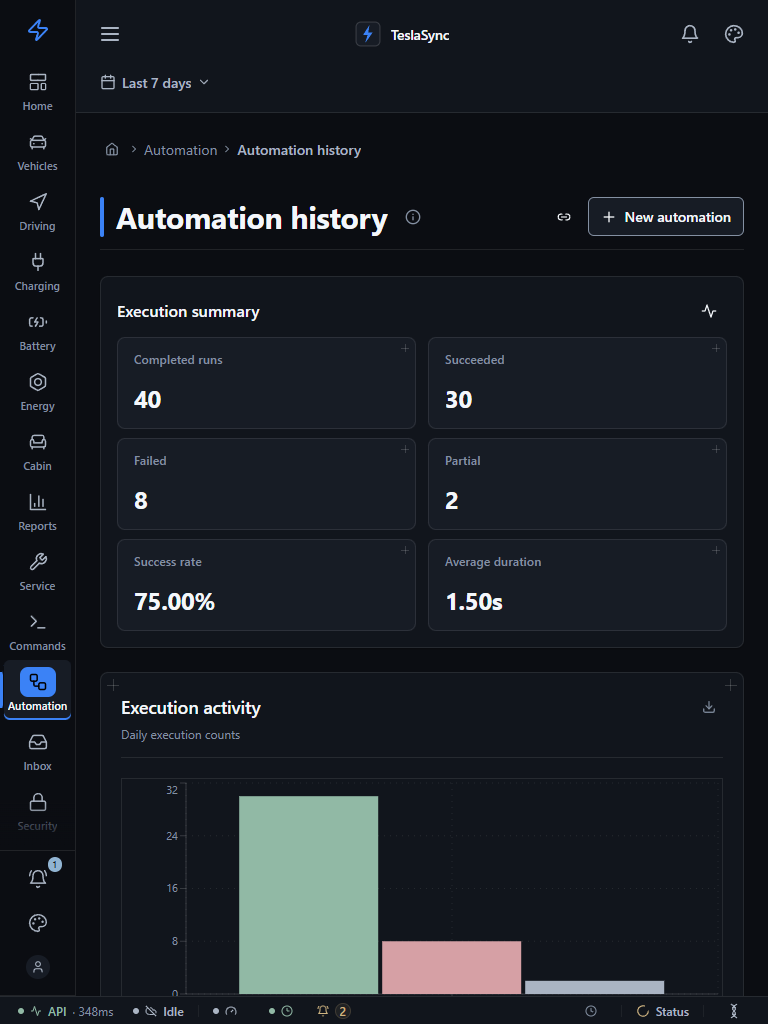 TeslaSync
Last 7 days
Home
Vehicles
Driving
Charging
Battery
Energy
Cabin
Reports
Service
Commands
Automation
Inbox
Security
1
Automation > Automation history
Automation history
New automation
Execution summary
Completed runs
40
Succeeded
30
Failed
8
Partial
2
Success rate
75.00%
Average duration
1.50s
Execution activity
Daily execution counts
32
24
16
8
0
API · 348ms
Idle
2
Status